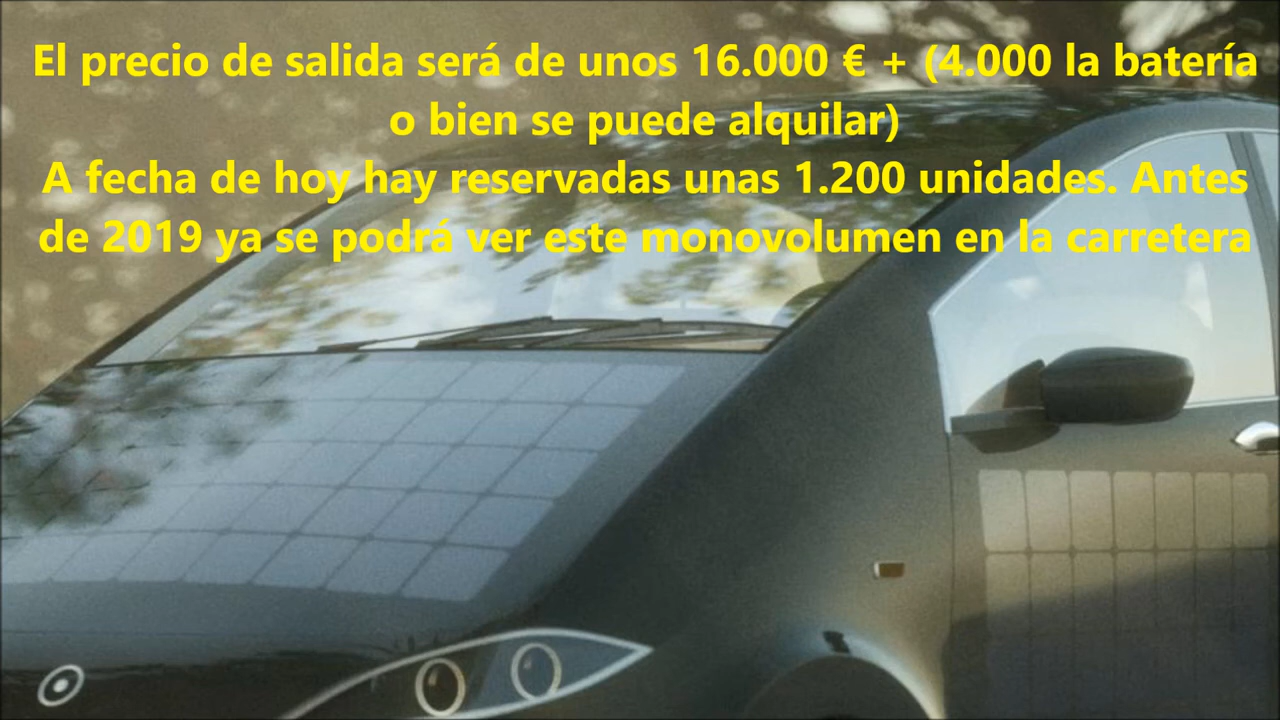 El precio de salida será de unos 16.000 € + (4.000 la batería
o bien se puede alquilar)
A fecha de hoy hay reservadas unas 1.200 unidades. Antes
de 2019 ya se podrá ver este monovolumen en la carretera